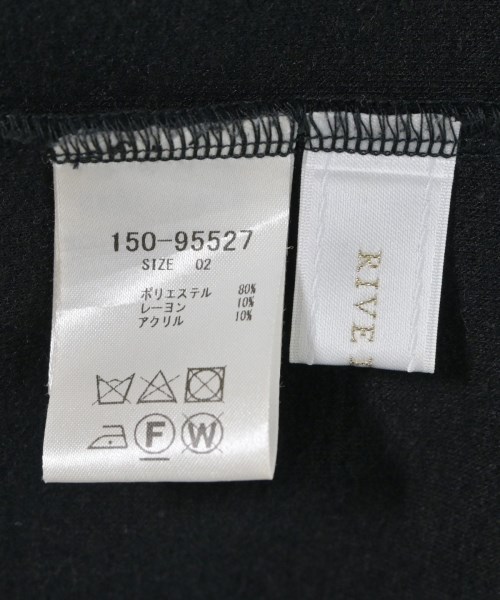 150-95527
SIZE 02
ポリエステル 80%
レーヨン 10%
アクリル 10%
F W
RIVE